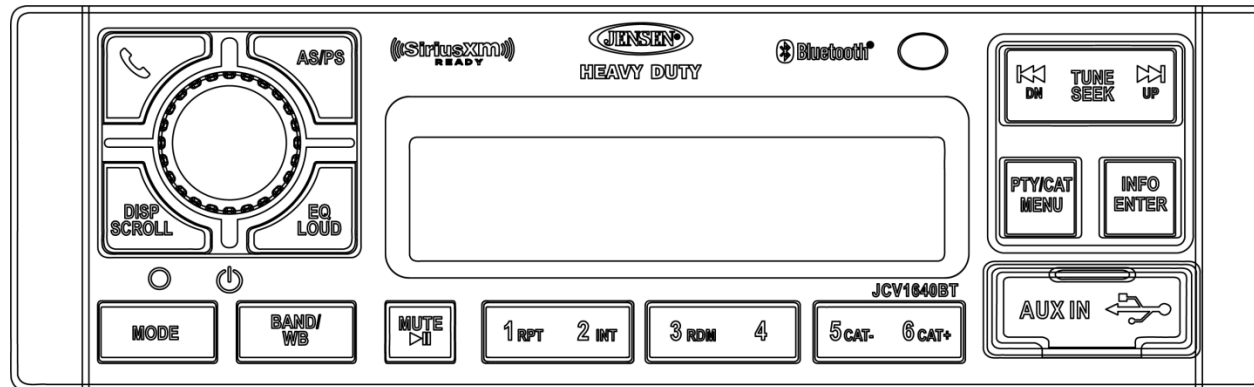 AS/PS
((SiriusXM))
READY
JENSEN®
HEAVY DUTY
Bluetooth®
DN
TUNE
SEEK
UP
DISP
SCROLL
EQ
LOUD
PTY/CAT
MENU
INFO
ENTER
JCV1640BT
MODE
BAND/
WB
MUTE
1 RPT 2 INT
3 RDM 4
5 CAT- 6 CAT+
AUX IN